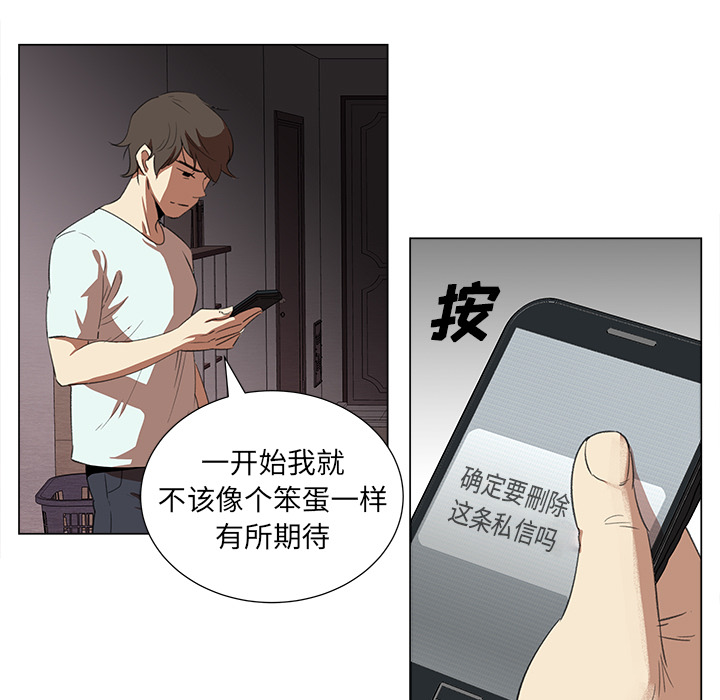 一开始我就
不该像个笨蛋一样
有所期待
按
确定要删除
这条私信吗